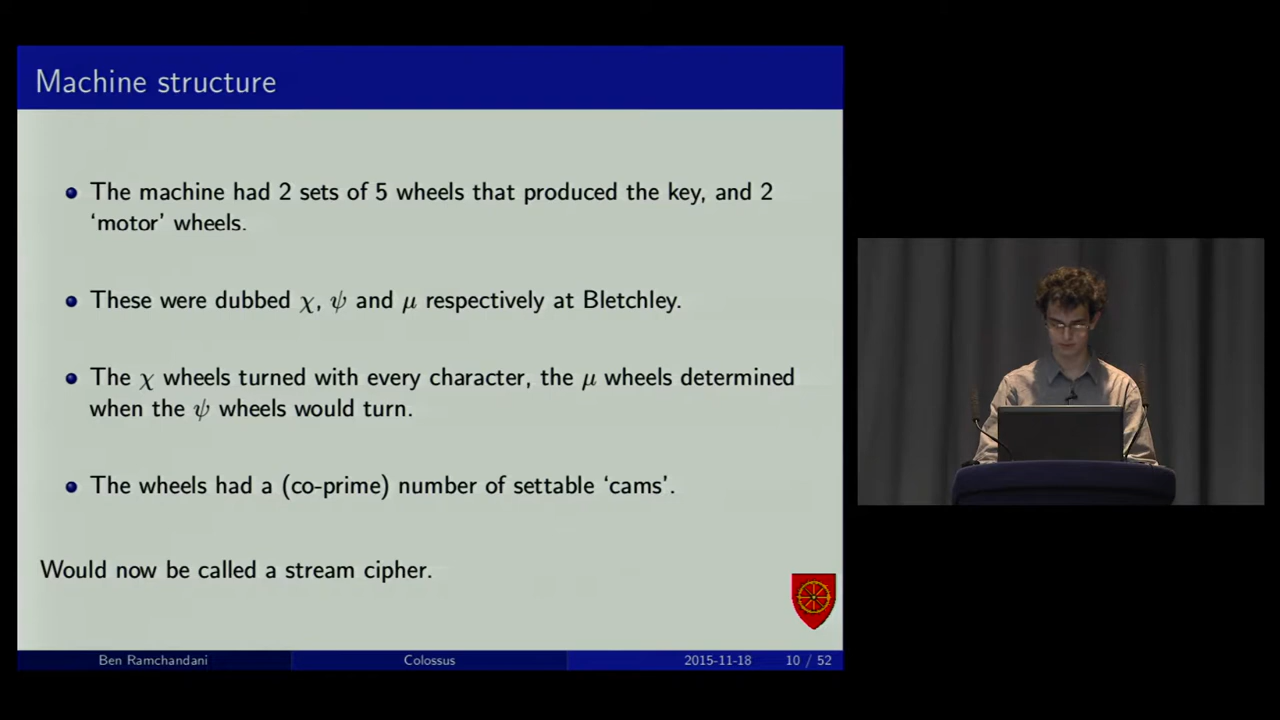 Machine structure
The machine had 2 sets of 5 wheels that produced the key, and 2
‘motor’ wheels.
These were dubbed χ, ψ and μ respectively at Bletchley.
The χ wheels turned with every character, the μ wheels determined
when the ψ wheels would turn.
The wheels had a (co-prime) number of settable ‘cams’.
Would now be called a stream cipher.
Ben Ramchandani Colossus 2015-11-18 10 / 52